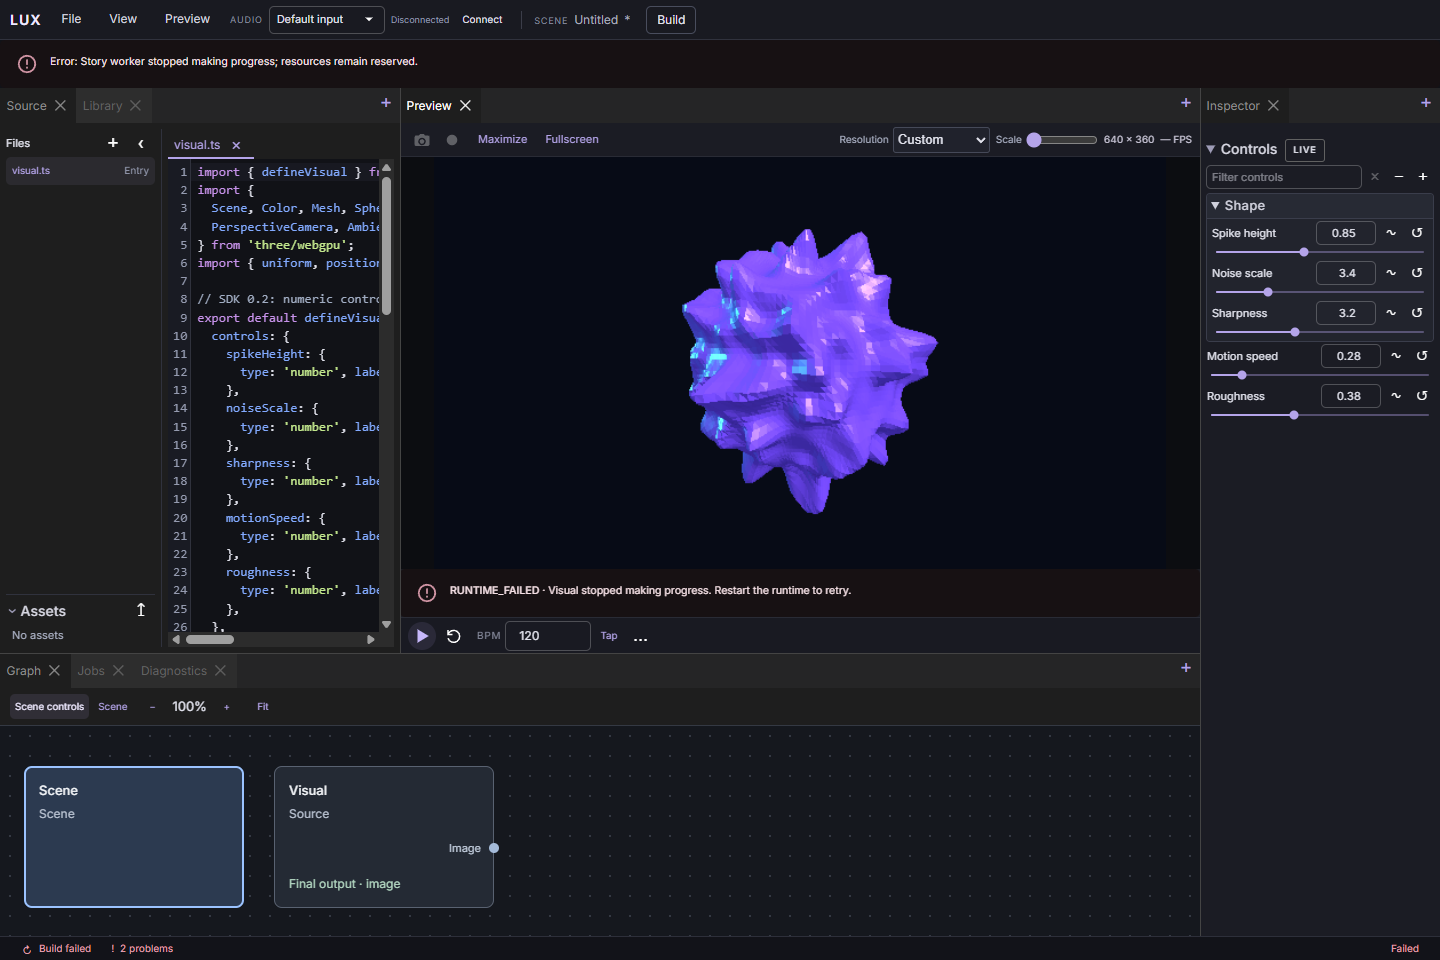 LUX File View Preview AUDIO Default input Disconnected Connect SCENE Untitled * Build
Error: Story worker stopped making progress; resources remain reserved.
Source Library
Files
visual.ts Entry
Assets
No assets
visual.ts
1 import { defineVisual } f
2 import {
3 Scene, Color, Mesh, Sphe
4 PerspectiveCamera, Ambie
5 } from 'three/webgpu';
6 import { uniform, position
7
8 // SDK 0.2: numeric contro
9 export default defineVisua
10 controls: {
11 spikeHeight: {
12 type: 'number', labe
13 },
14 noiseScale: {
15 type: 'number', labe
16 },
17 sharpness: {
18 type: 'number', labe
19 },
20 motionSpeed: {
21 type: 'number', labe
22 },
23 roughness: {
24 type: 'number', labe
25 },
26 },
Preview
Maximize Fullscreen Resolution Custom Scale 640 × 360 — FPS
RUNTIME_FAILED · Visual stopped making progress. Restart the runtime to retry.
BPM 120 Tap ...
Inspector
Controls LIVE
Filter controls
Shape
Spike height 0.85
Noise scale 3.4
Sharpness 3.2
Motion speed 0.28
Roughness 0.38
Graph Jobs Diagnostics
Scene controls Scene − 100% + Fit
Scene
Scene
Visual
Source
Image
Final output · image
Build failed ! 2 problems Failed